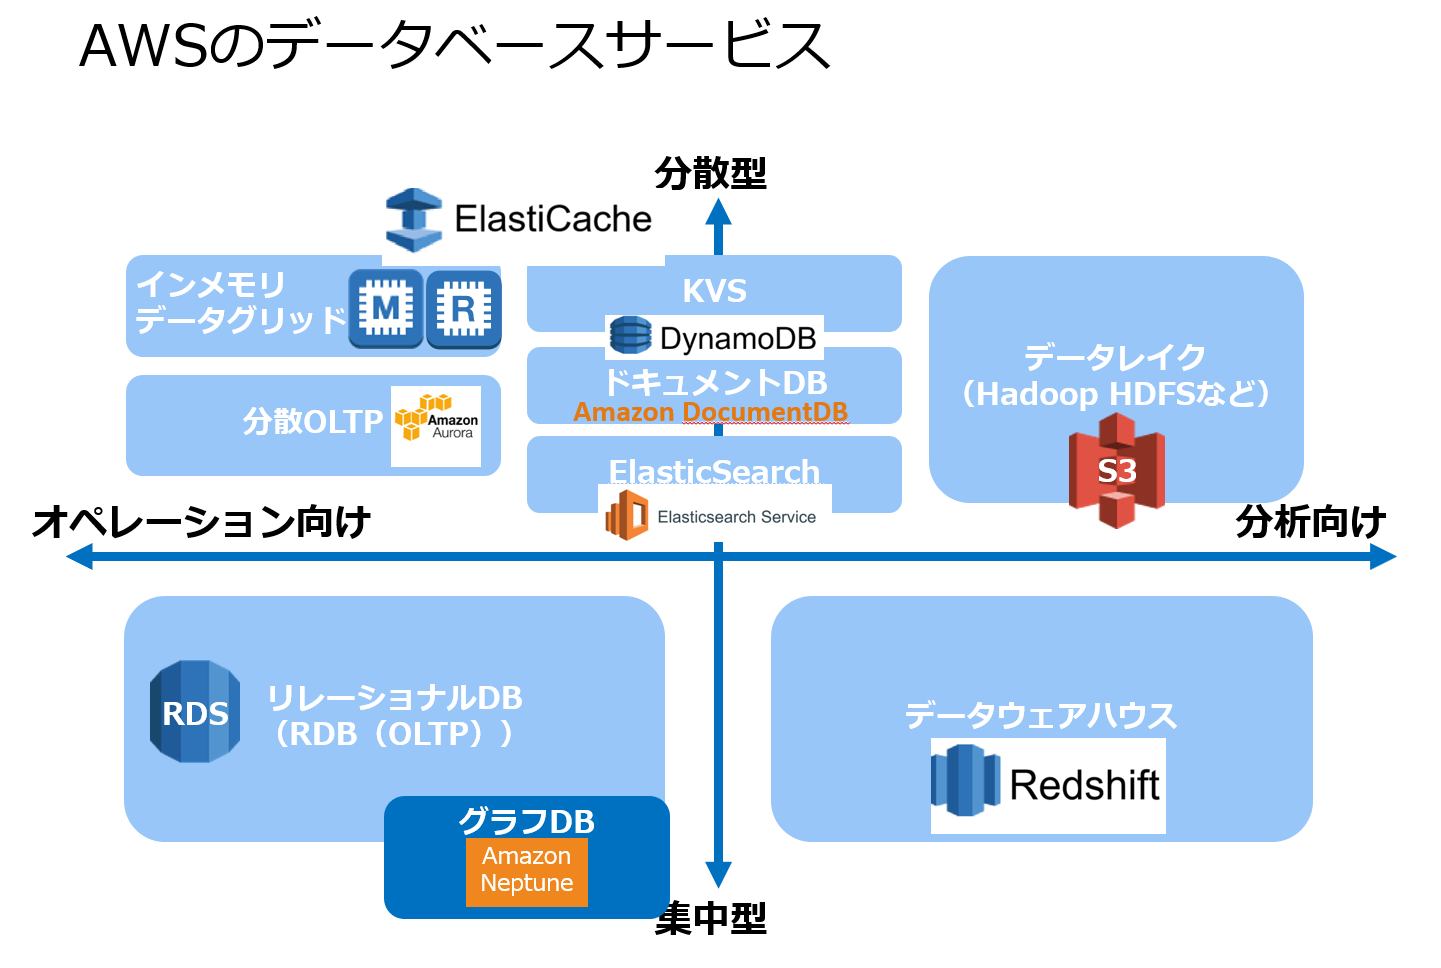 AWSのデータベースサービス
分散型
ElastiCache
インメモリ
データグリッド
M
R
KVS
DynamoDB
ドキュメントDB
Amazon DocumentDB
分散OLTP
Amazon
Aurora
ElasticSearch
Elasticsearch Service
データレイク
（Hadoop HDFSなど）
S3
オペレーション向け
分析向け
RDS
リレーショナルDB
（RDB（OLTP））
グラフDB
Amazon
Neptune
データウェアハウス
Redshift
集中型